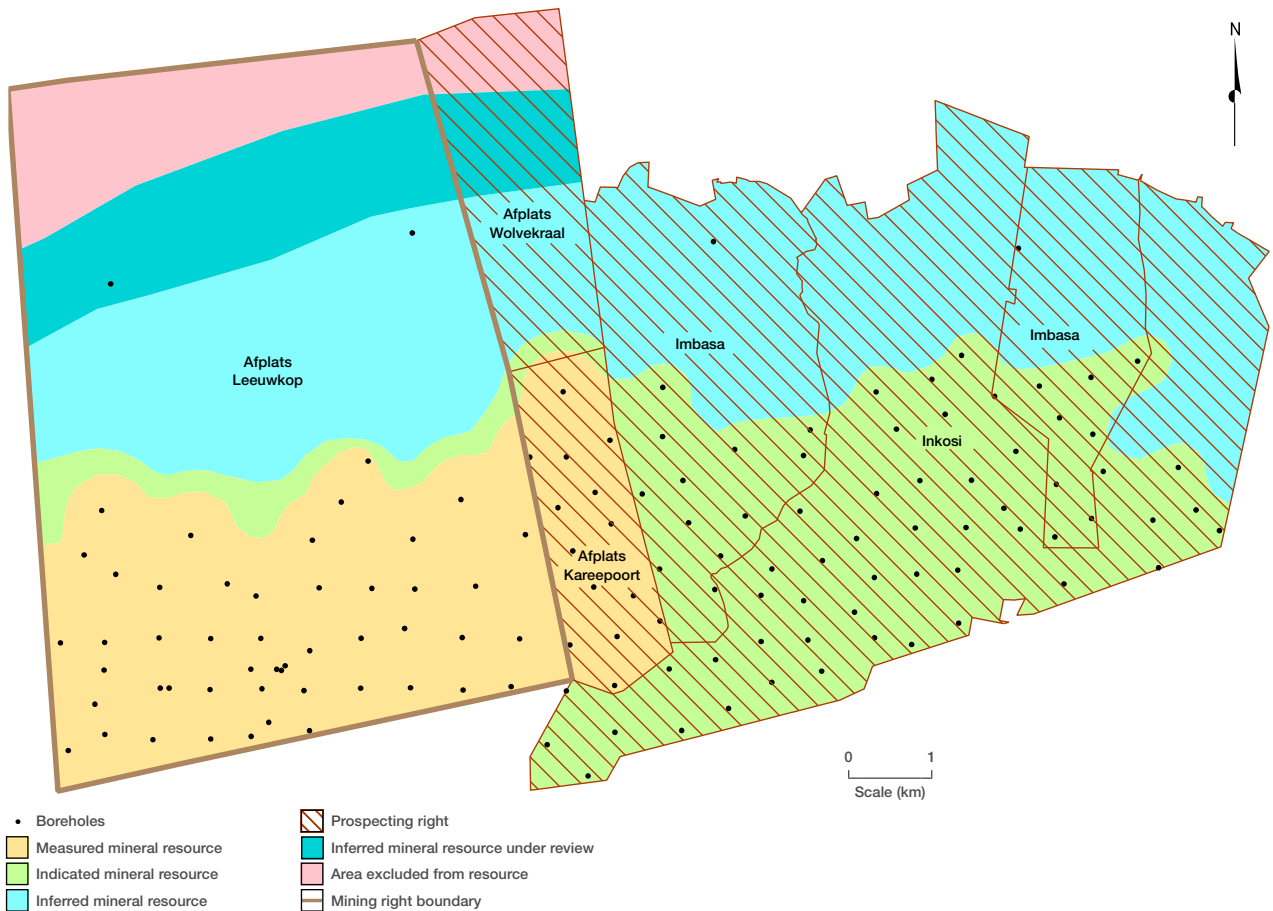 N
Afplats
Wolvekraal
Afplats
Leeuwkop
Imbasa
Imbasa
Inkosi
Afplats
Kareepoort
0 1
Scale (km)
Boreholes
Measured mineral resource
Indicated mineral resource
Inferred mineral resource
Prospecting right
Inferred mineral resource under review
Area excluded from resource
Mining right boundary